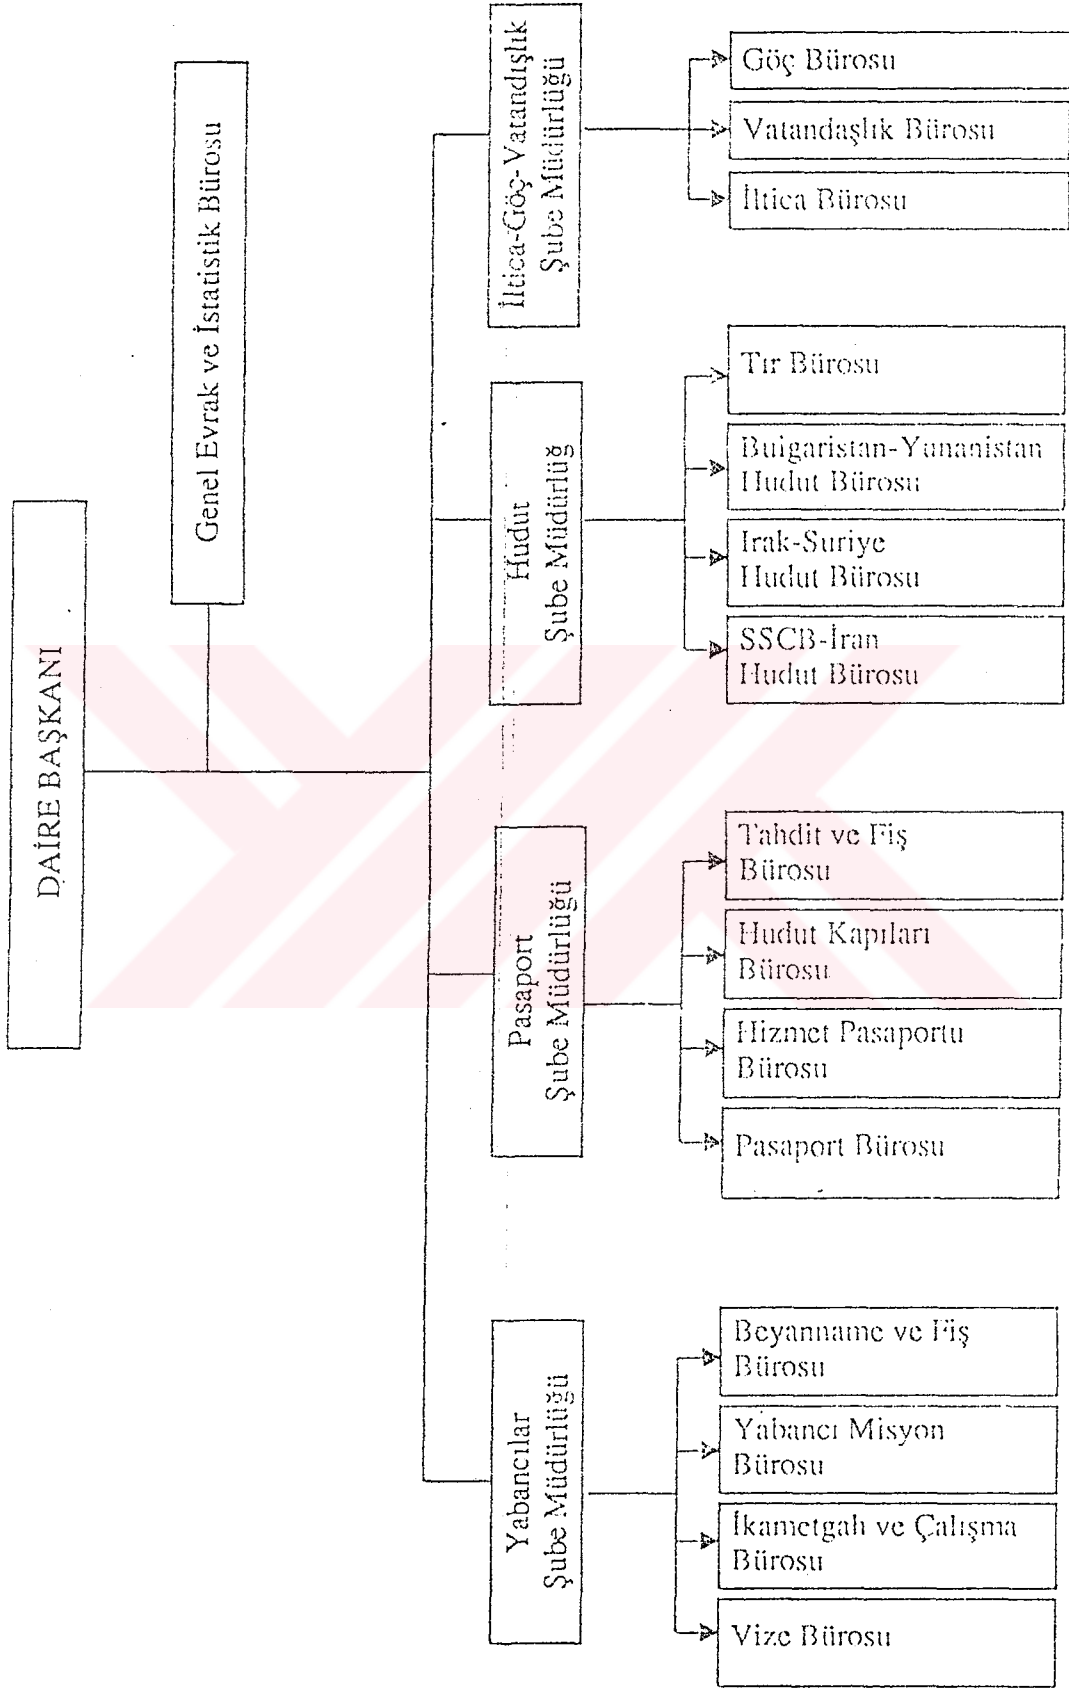 DAİRE BAŞKANI
Genel Evrak ve İstatistik Bürosu
Yabancılar
Şube Müdürlüğü
Pasaport
Şube Müdürlüğü
Hudut
Şube Müdürlüğ
İltica-Göç-Vatandışlık
Şube Müdürlüğü
Vize Bürosu
İkametgah ve Çalışma
Bürosu
Yabancı Misyon
Bürosu
Beyanname ve Fiş
Bürosu
Pasaport Bürosu
Hizmet Pasaportu
Bürosu
Hudut Kapıları
Bürosu
Tahdit ve Fiş
Bürosu
SSCB-İran
Hudut Bürosu
Irak-Suriye
Hudut Bürosu
Bulgaristan-Yunanistan
Hudut Bürosu
Tır Bürosu
İltica Bürosu
Vatandaşlık Bürosu
Göç Bürosu